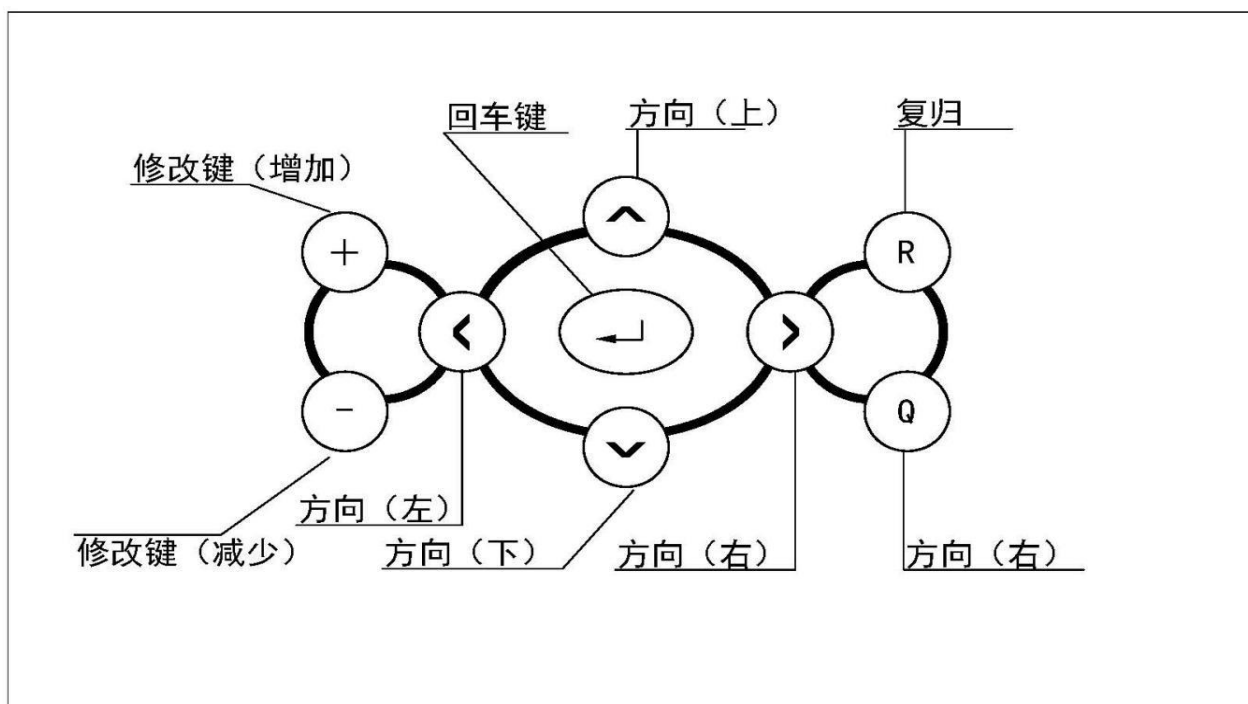 回车键
方向（上）
复归
修改键（增加）
+
R
-
Q
方向（左）
修改键（减少）
方向（下）
方向（右）
方向（右）